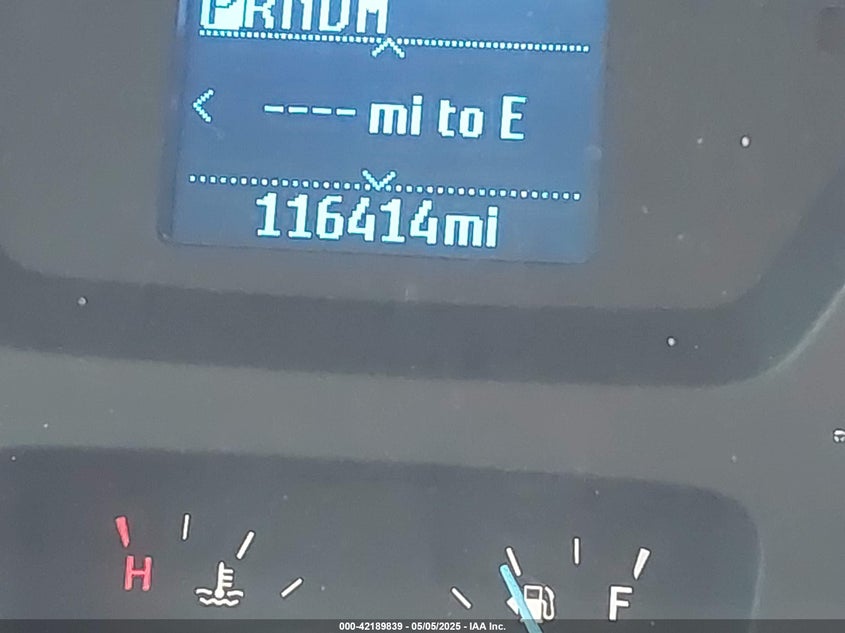 PRNDM
---- mi to E
116414mi
H
F
000-42189839 - 05/05/2025 - IAA Inc.